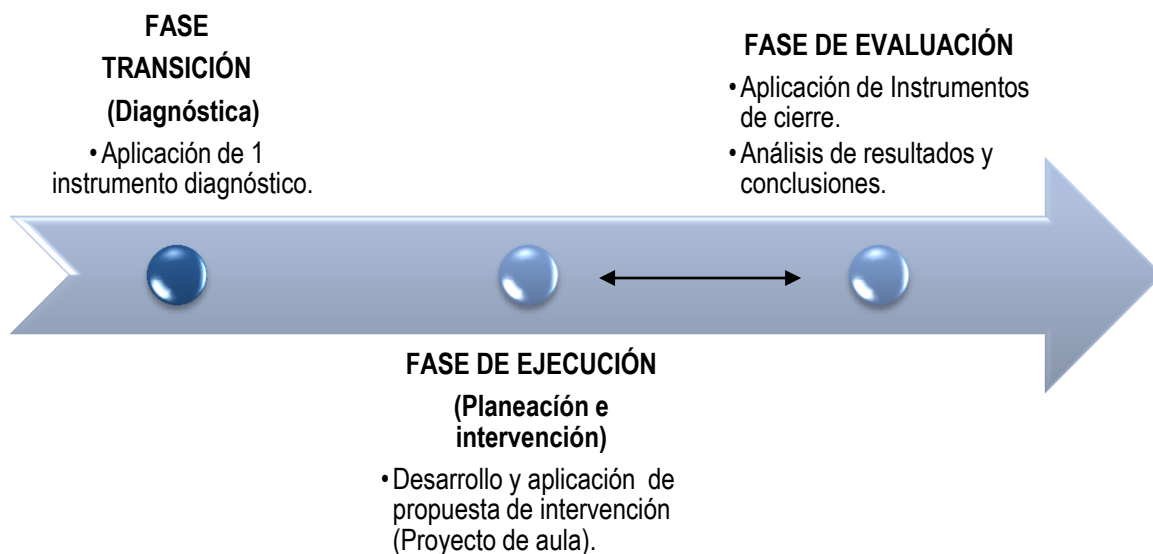 FASE
TRANSICIÓN
(Diagnóstica)
•Aplicación de 1
instrumento diagnóstico.
FASE DE EJECUCIÓN
(Planeacíón e
intervención)
•Desarrollo y aplicación de
propuesta de intervención
(Proyecto de aula).
FASE DE EVALUACIÓN
•Aplicación de Instrumentos
de cierre.
•Análisis de resultados y
conclusiones.